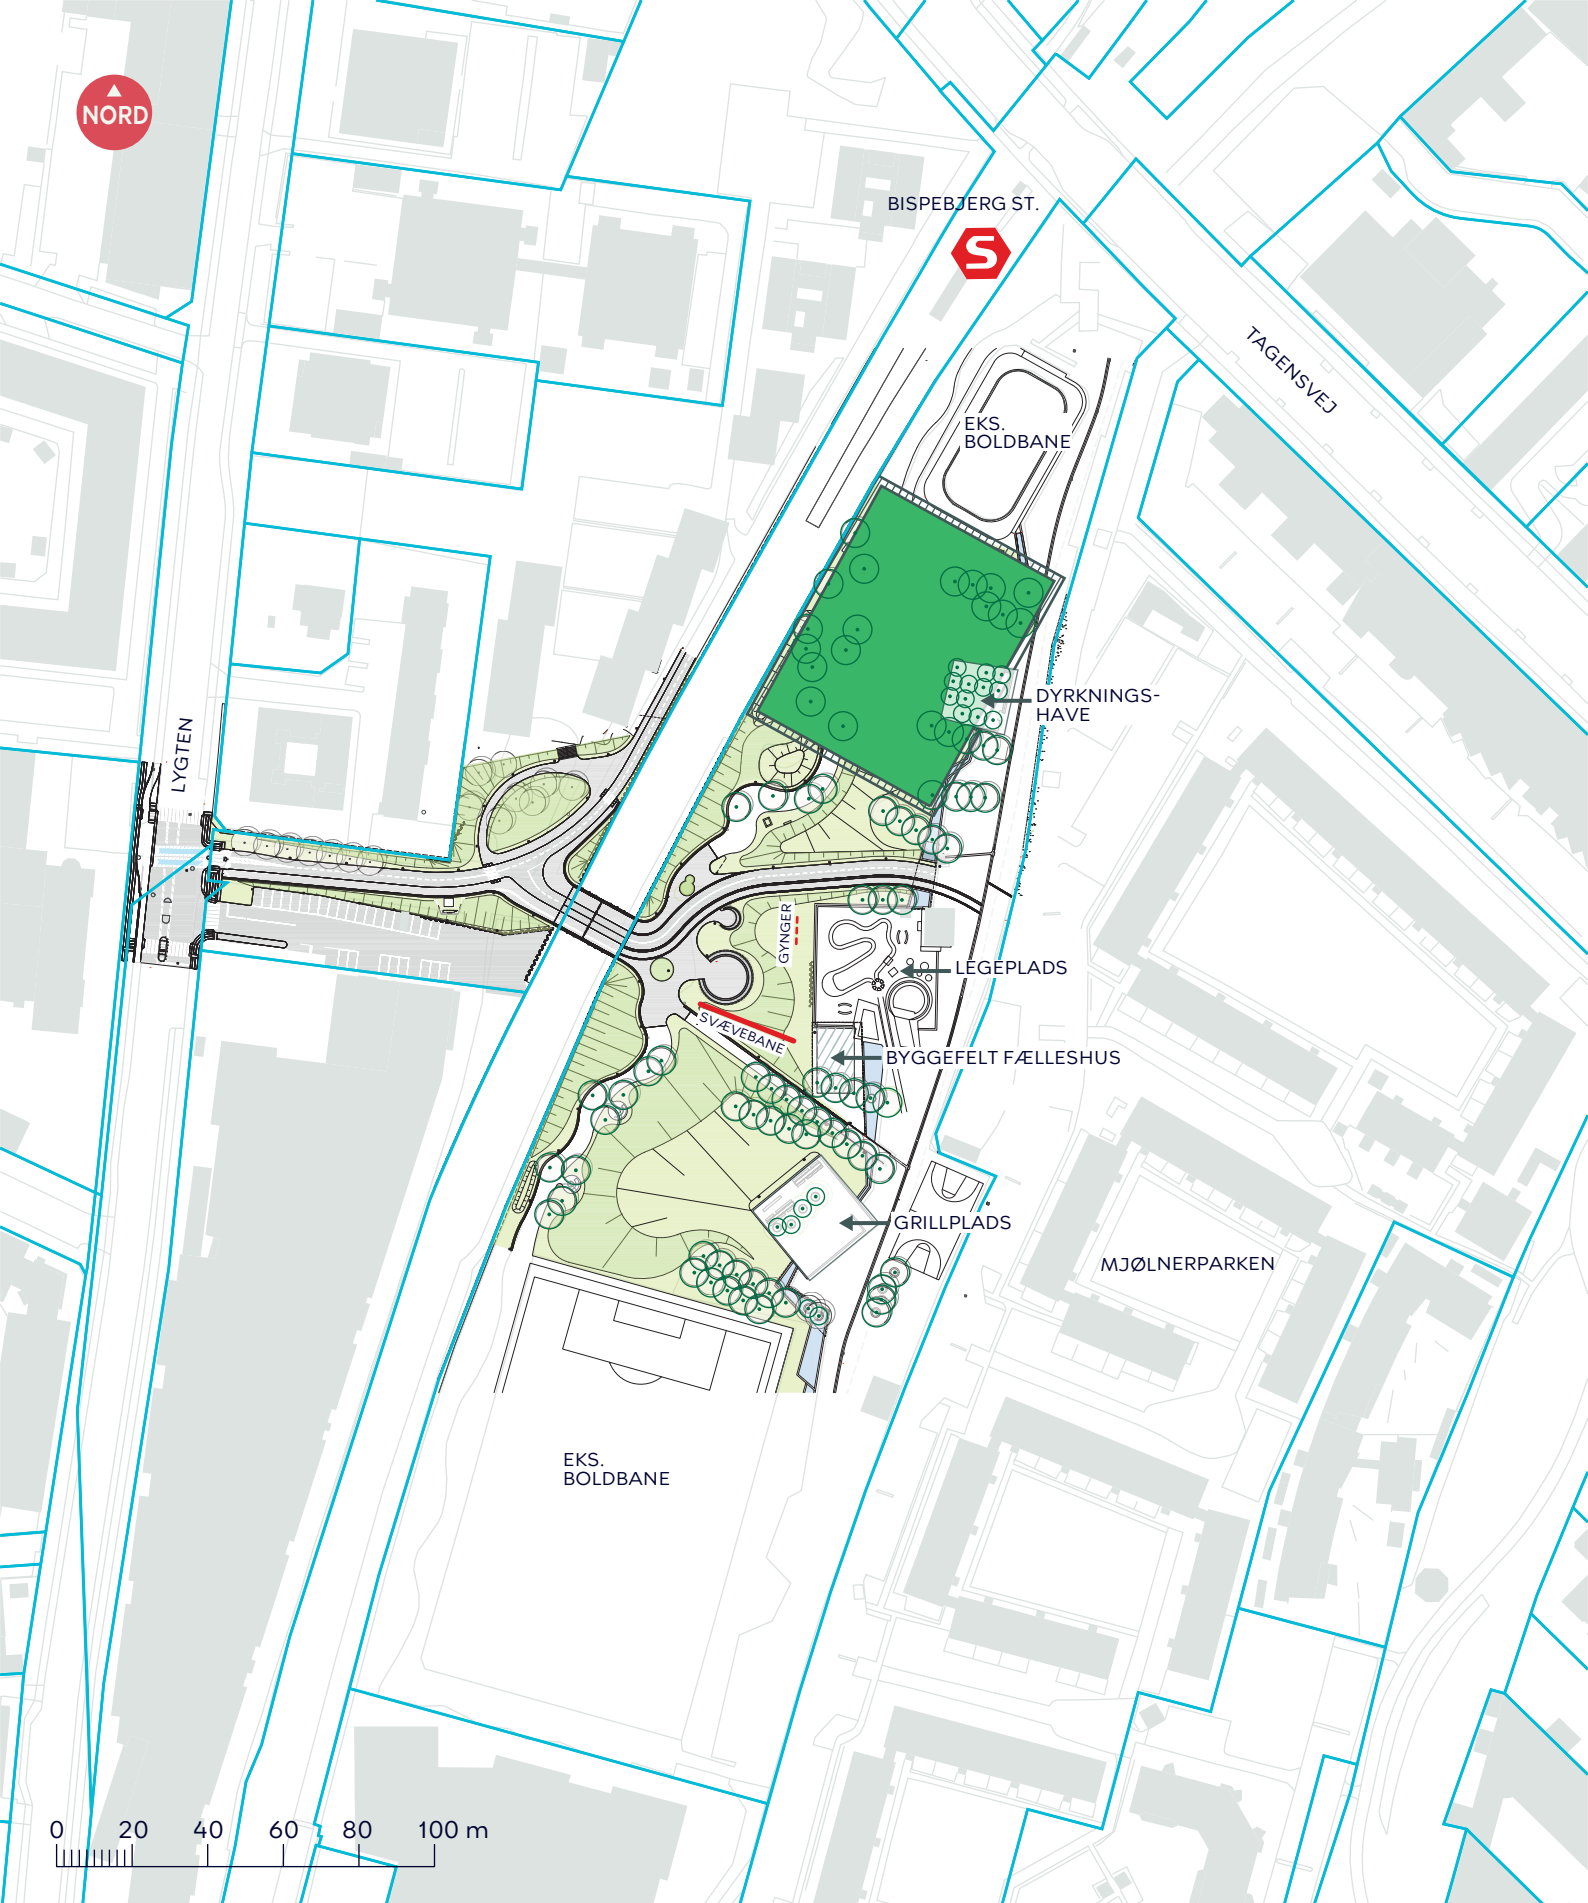 NORD
BISPEBJERG ST.
S
TAGENSVEJ
EKS.
BOLDBANE
DYRKNINGS-
HAVE
LYGTEN
GYNGER
LEGEPLADS
SVÆVEBANE
BYGGEFELT FÆLLESHUS
GRILLPLADS
MJØLNERPARKEN
EKS.
BOLDBANE
0 20 40 60 80 100 m